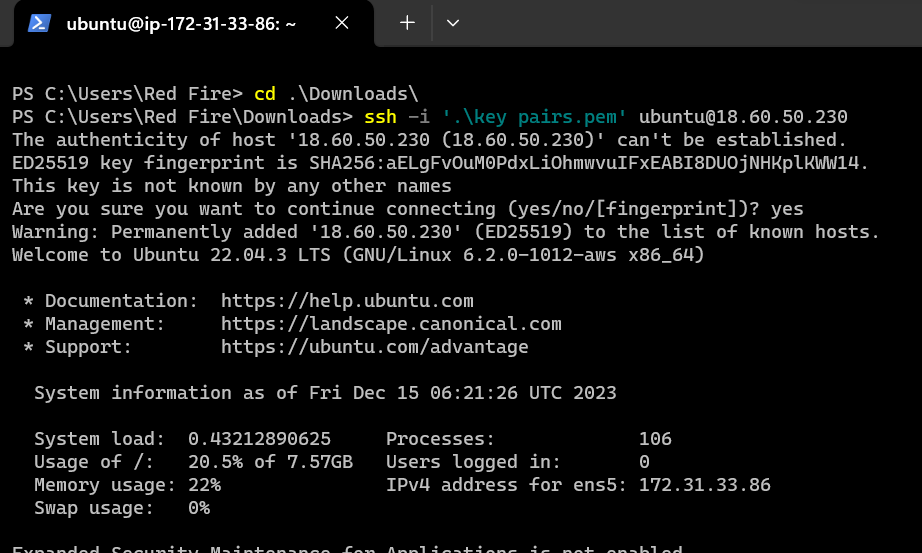 ubuntu@ip-172-31-33-86: ~
PS C:\Users\Red Fire> cd .\Downloads\
PS C:\Users\Red Fire\Downloads> ssh -i '.\key pairs.pem' ubuntu@18.60.50.230
The authenticity of host '18.60.50.230 (18.60.50.230)' can't be established.
ED25519 key fingerprint is SHA256:aELgFvOuM0PdxLiOhmwvuIFxEABI8DUOjNHKplKWW14.
This key is not known by any other names
Are you sure you want to continue connecting (yes/no/[fingerprint])? yes
Warning: Permanently added '18.60.50.230' (ED25519) to the list of known hosts.
Welcome to Ubuntu 22.04.3 LTS (GNU/Linux 6.2.0-1012-aws x86_64)
* Documentation: https://help.ubuntu.com
* Management: https://landscape.canonical.com
* Support: https://ubuntu.com/advantage
System information as of Fri Dec 15 06:21:26 UTC 2023
System load: 0.43212890625 Processes: 106
Usage of /: 20.5% of 7.57GB Users logged in: 0
Memory usage: 22% IPv4 address for ens5: 172.31.33.86
Swap usage: 0%
Expanded Security Maintenance for Applications is not enabled